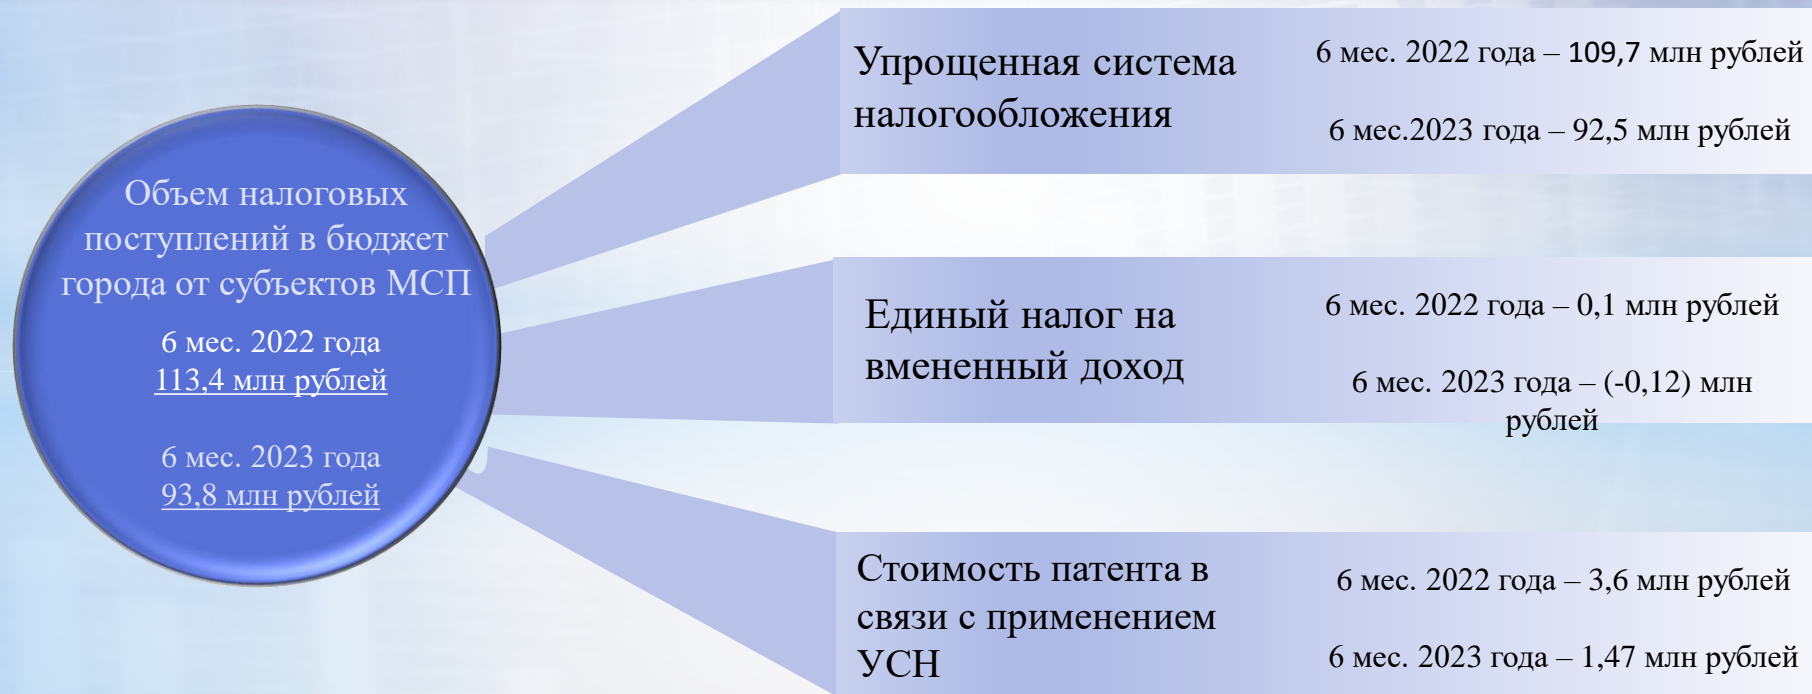 Объем налоговых
поступлений в бюджет
города от субъектов МСП
6 мес. 2022 года
113,4 млн рублей
6 мес. 2023 года
93,8 млн рублей
Упрощенная система
налогообложения
6 мес. 2022 года – 109,7 млн рублей
6 мес.2023 года – 92,5 млн рублей
Единый налог на
вмененный доход
6 мес. 2022 года – 0,1 млн рублей
6 мес. 2023 года – (-0,12) млн
рублей
Стоимость патента в
связи с применением
УСН
6 мес. 2022 года – 3,6 млн рублей
6 мес. 2023 года – 1,47 млн рублей